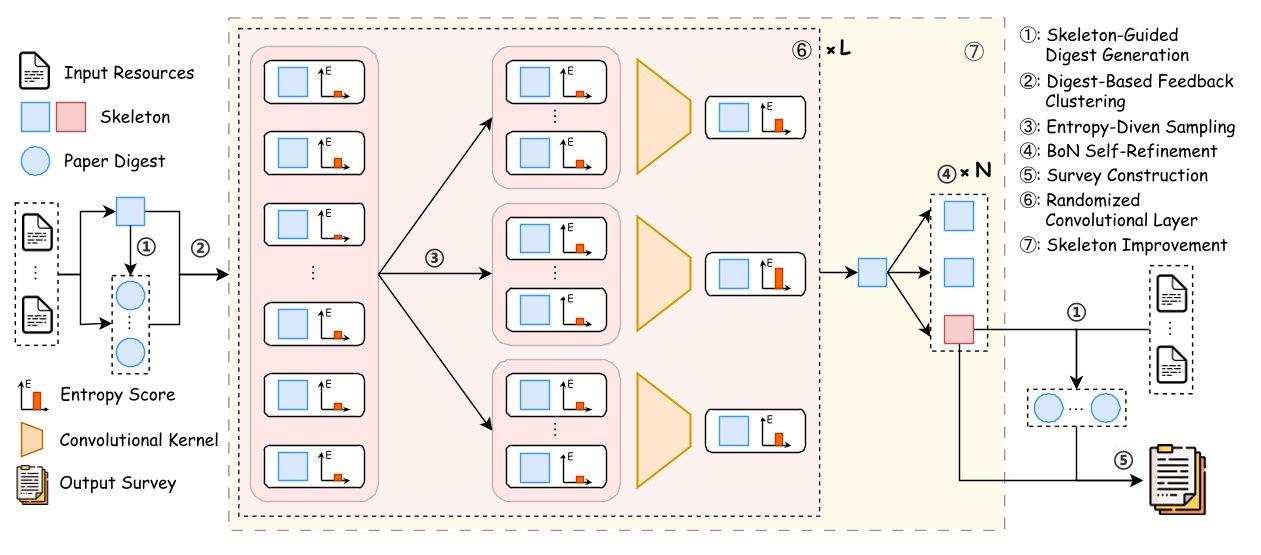 Input Resources
Skeleton
Paper Digest
①
②
Entropy Score
E
Convolutional Kernel
Output Survey
E
E
E
⋮
E
E
E
③
E
⋮
E
E
⋮
E
E
⋮
E
E
E
E
⑥ × L
⑦
④ × N
①: Skeleton-Guided
Digest Generation
②: Digest-Based Feedback
Clustering
③: Entropy-Diven Sampling
④: BoN Self-Refinement
⑤: Survey Construction
⑥: Randomized
Convolutional Layer
⑦: Skeleton Improvement
①
...
⑤